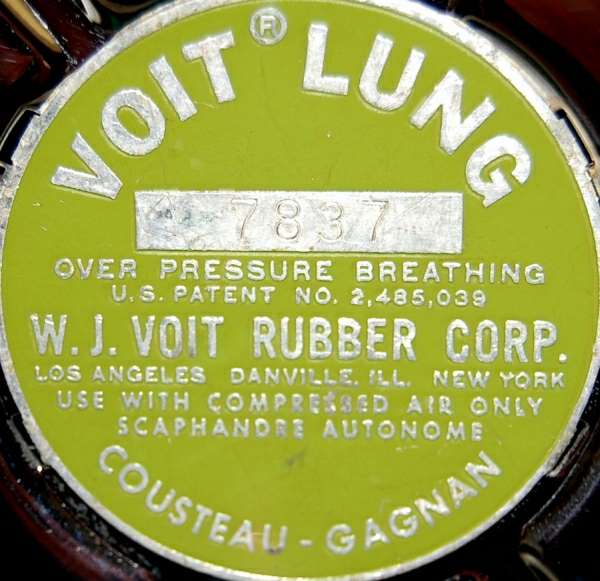 VOIT® LUNG
7837
OVER PRESSURE BREATHING
U.S. PATENT NO. 2,485,039
W.J. VOIT RUBBER CORP.
LOS ANGELES DANVILLE, ILL. NEW YORK
USE WITH COMPRESSED AIR ONLY
SCAPHANDRE AUTONOME
COUSTEAU - GAGNAN